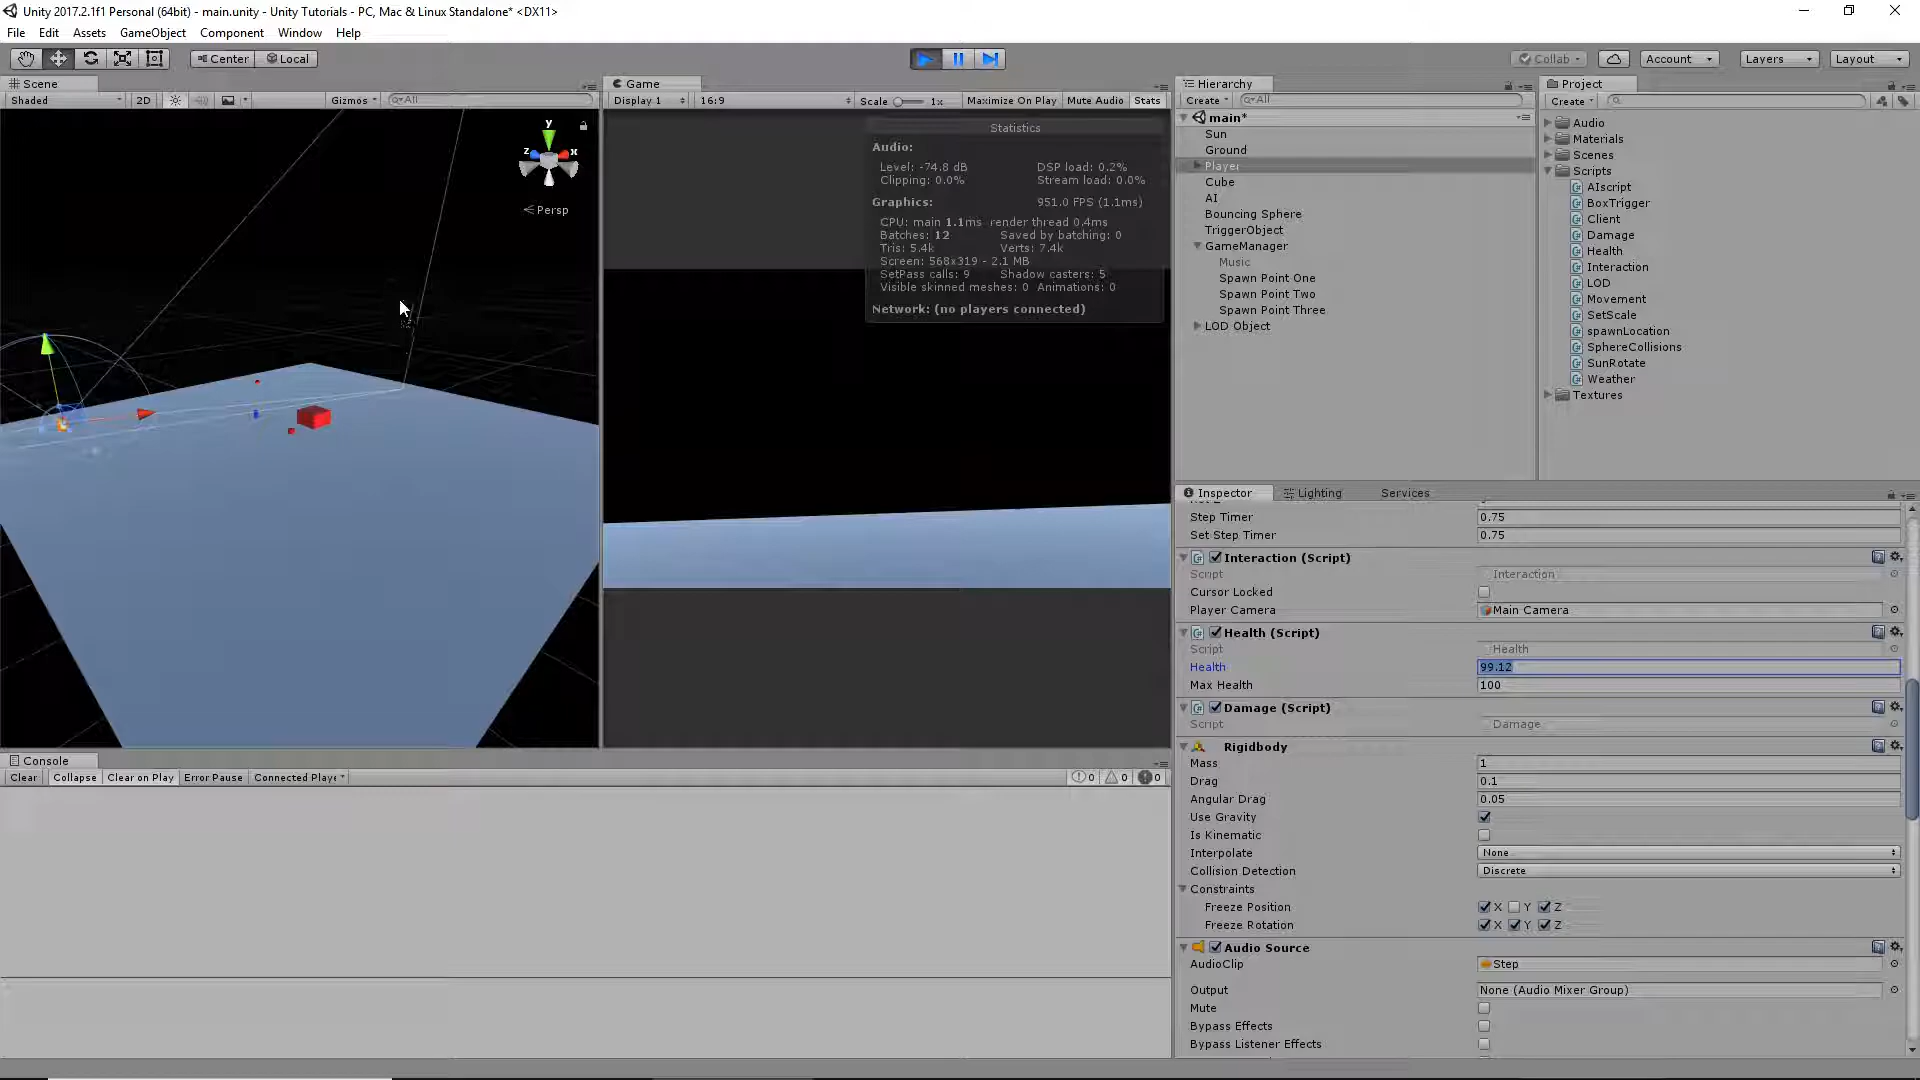 Unity 2017.2.1f1 Personal (64bit) - main.unity - Unity Tutorials - PC, Mac & Linux Standalone* <DX11>
File Edit Assets GameObject Component Window Help
Center Local Collab Account Layers Layout
Scene
Shaded 2D Gizmos All
y
z x
Persp
Game
Display 1 16:9 Scale 1x Maximize On Play Mute Audio Stats
Statistics
Audio:
Level: -74.8 dB DSP load: 0.2%
Clipping: 0.0% Stream load: 0.0%
Graphics: 951.0 FPS (1.1ms)
CPU: main 1.1ms render thread 0.4ms
Batches: 12 Saved by batching: 0
Tris: 5.4k Verts: 7.4k
Screen: 568x319 - 2.1 MB
SetPass calls: 9 Shadow casters: 5
Visible skinned meshes: 0 Animations: 0
Network: (no players connected)
Hierarchy
Create All
main*
Sun
Ground
Player
Cube
AI
Bouncing Sphere
TriggerObject
GameManager
Music
Spawn Point One
Spawn Point Two
Spawn Point Three
LOD Object
Project
Create
Audio
Materials
Scenes
Scripts
AIscript
BoxTrigger
Client
Damage
Health
Interaction
LOD
Movement
SetScale
spawnLocation
SphereCollisions
SunRotate
Weather
Textures
Inspector Lighting Services
Step Timer 0.75
Set Step Timer 0.75
Interaction (Script)
Script Interaction
Cursor Locked
Player Camera Main Camera
Health (Script)
Script Health
Health 99.12
Max Health 100
Damage (Script)
Script Damage
Rigidbody
Mass 1
Drag 0.1
Angular Drag 0.05
Use Gravity
Is Kinematic
Interpolate None
Collision Detection Discrete
Constraints
Freeze Position X Y Z
Freeze Rotation X Y Z
Audio Source
AudioClip Step
Output None (Audio Mixer Group)
Mute
Bypass Effects
Bypass Listener Effects
Console
Clear Collapse Clear on Play Error Pause Connected Playe 0 0 0